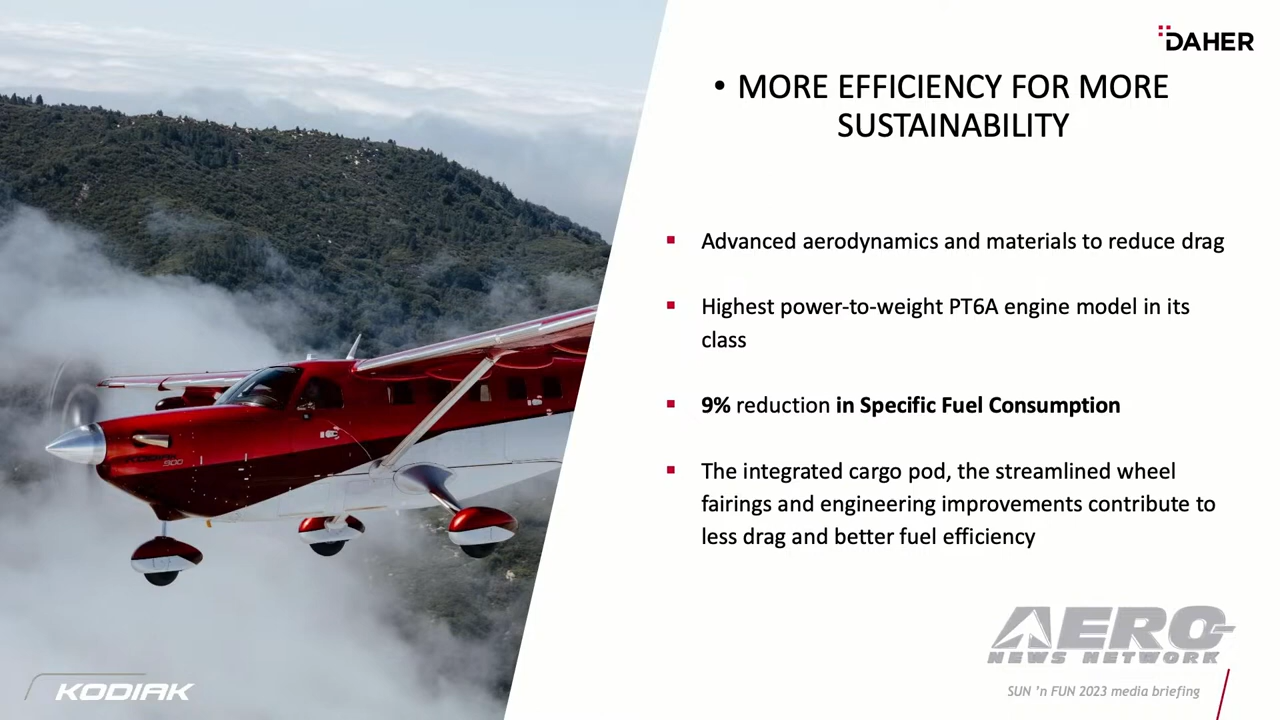 DAHER
• MORE EFFICIENCY FOR MORE
SUSTAINABILITY
▪ Advanced aerodynamics and materials to reduce drag
▪ Highest power-to-weight PT6A engine model in its
class
▪ 9% reduction in Specific Fuel Consumption
▪ The integrated cargo pod, the streamlined wheel
fairings and engineering improvements contribute to
less drag and better fuel efficiency
900
KODIAK
AERO
NEWS NETWORK
SUN 'n FUN 2023 media briefing